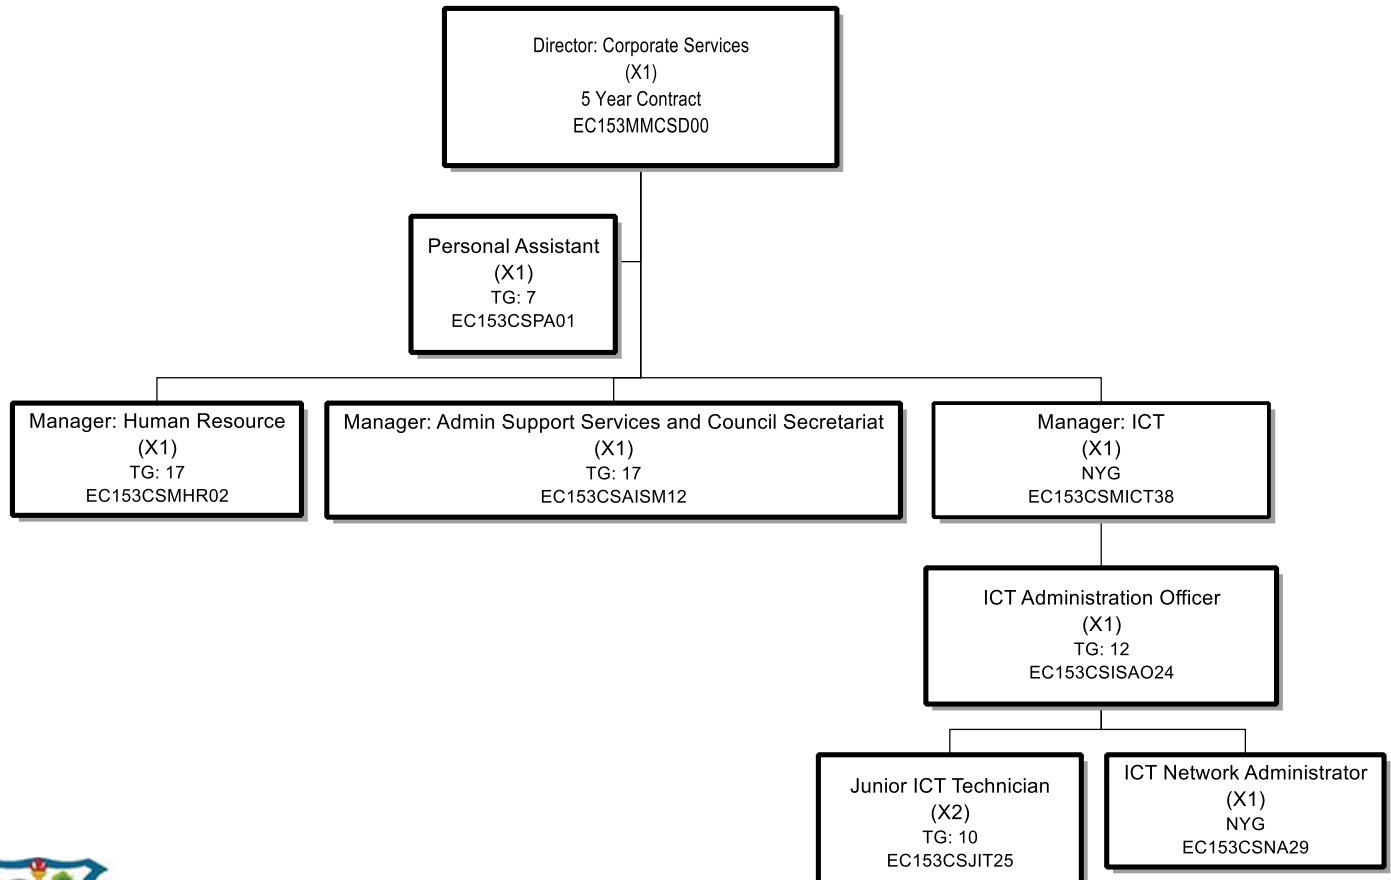 Director: Corporate Services
(X1)
5 Year Contract
EC153MMCSD00
Personal Assistant
(X1)
TG: 7
EC153CSPA01
Manager: Human Resource
(X1)
TG: 17
EC153CSMHR02
Manager: Admin Support Services and Council Secretariat
(X1)
TG: 17
EC153CSAISM12
Manager: ICT
(X1)
NYG
EC153CSMICT38
ICT Administration Officer
(X1)
TG: 12
EC153CSISAO24
Junior ICT Technician
(X2)
TG: 10
EC153CSJIT25
ICT Network Administrator
(X1)
NYG
EC153CSNA29